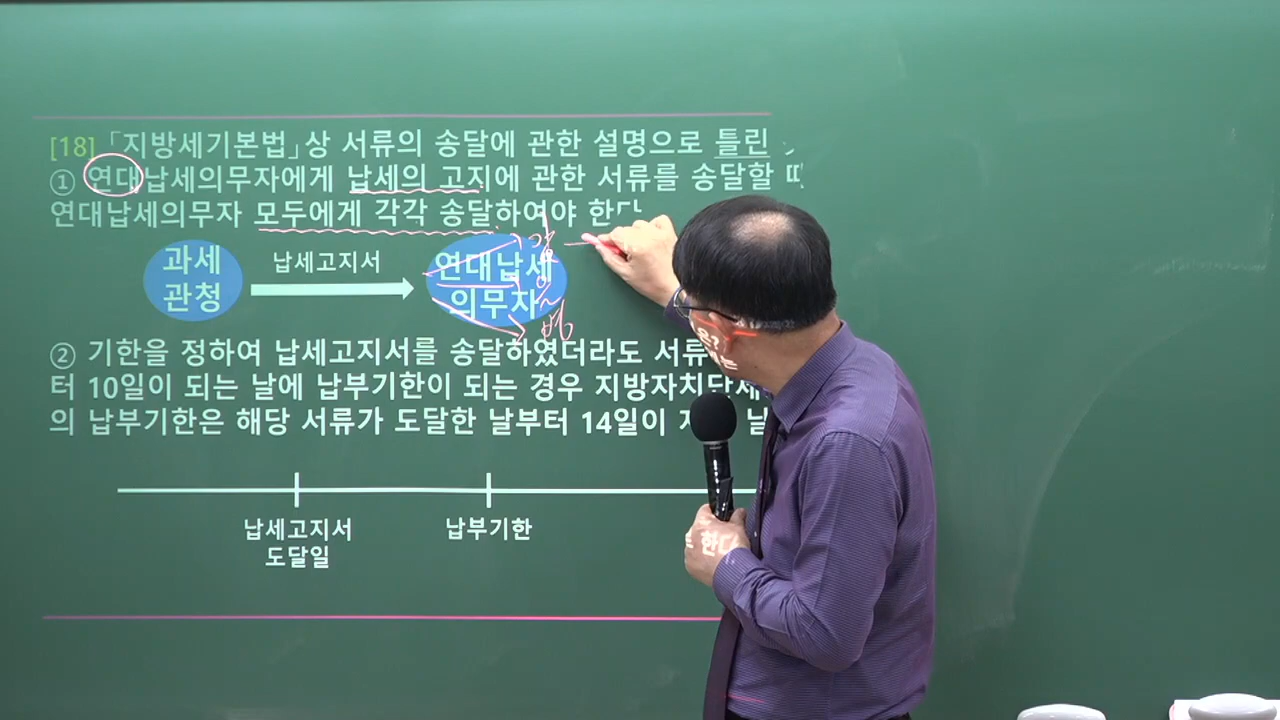 [18] 「지방세기본법」상 서류의 송달에 관한 설명으로 틀린
① 연대납세의무자에게 납세의 고지에 관한 서류를 송달할 때
연대납세의무자 모두에게 각각 송달하여야 한다
과세
관청
납세고지서
연대납세
의무자
② 기한을 정하여 납세고지서를 송달하였더라도 서류
터 10일이 되는 날에 납부기한이 되는 경우 지방자치단체
의 납부기한은 해당 서류가 도달한 날부터 14일이 지난 날
납세고지서
도달일
납부기한